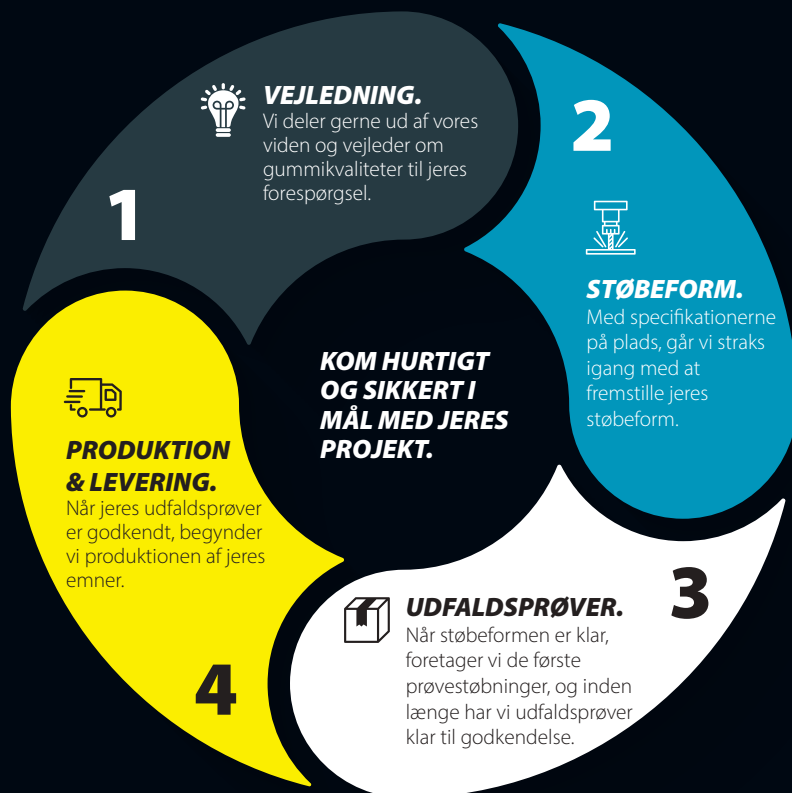 1
VEJLEDNING.
Vi deler gerne ud af vores
viden og vejleder om
gummikvaliteter til jeres
forespørgsel.
2
STØBEFORM.
Med specifikationerne
på plads, går vi straks
igang med at
fremstille jeres
støbeform.
3
UDFALDSPRØVER.
Når støbeformen er klar,
foretager vi de første
prøvestøbninger, og inden
længe har vi udfaldsprøver
klar til godkendelse.
4
PRODUKTION
& LEVERING.
Når jeres udfaldsprøver
er godkendt, begynder
vi produktionen af jeres
emner.
KOM HURTIGT
OG SIKKERT I
MÅL MED JERES
PROJEKT.